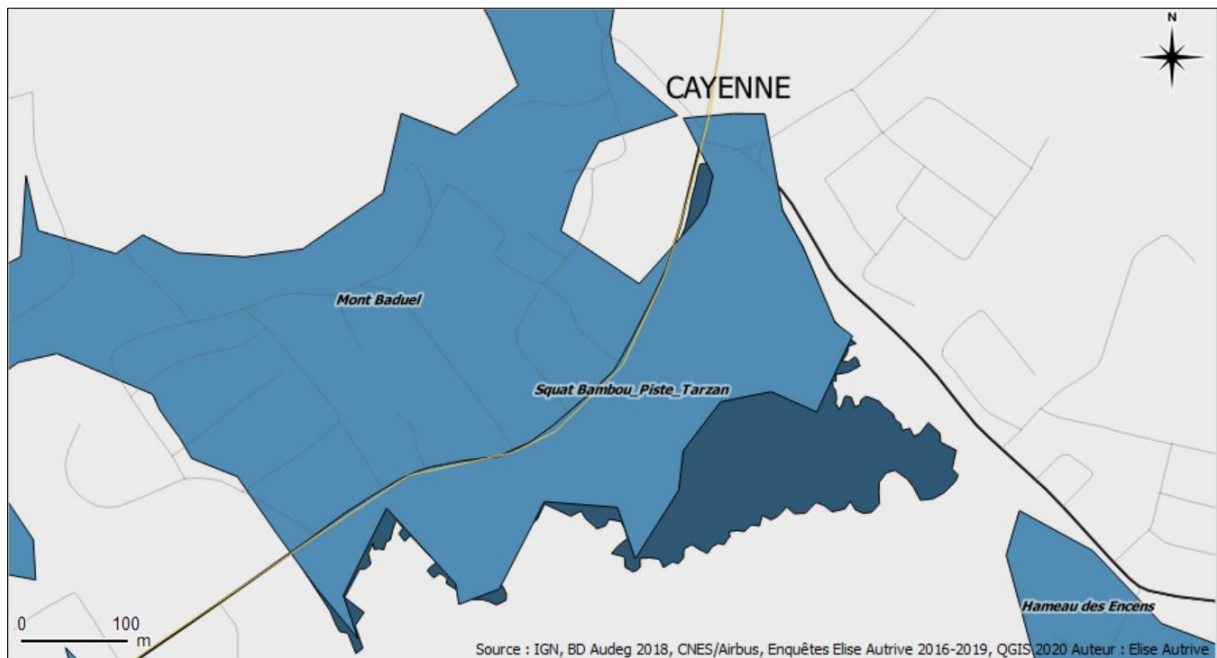 N
CAYENNE
Mont Baduel
Squat Bambou_Piste_Tarzan
Hameau des Encens
0 100
m
Source : IGN, BD Audeg 2018, CNES/Airbus, Enquêtes Elise Autrive 2016-2019, QGIS 2020 Auteur : Elise Autrive